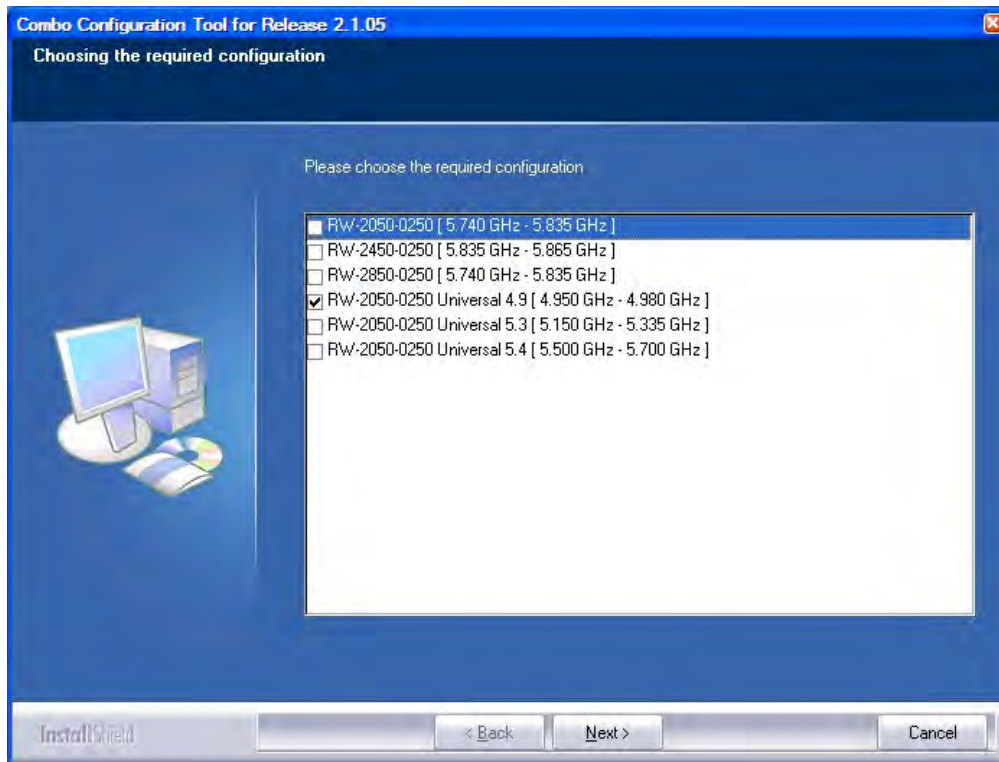 Combo Configuration Tool for Release 2.1.05
Choosing the required configuration
Please choose the required configuration
RW-2050-0250 [ 5.740 GHz - 5.835 GHz ]
RW-2450-0250 [ 5.835 GHz - 5.865 GHz ]
RW-2850-0250 [ 5.740 GHz - 5.835 GHz ]
RW-2050-0250 Universal 4.9 [ 4.950 GHz - 4.980 GHz ]
RW-2050-0250 Universal 5.3 [ 5.150 GHz - 5.335 GHz ]
RW-2050-0250 Universal 5.4 [ 5.500 GHz - 5.700 GHz ]
InstallShield
< Back Next > Cancel